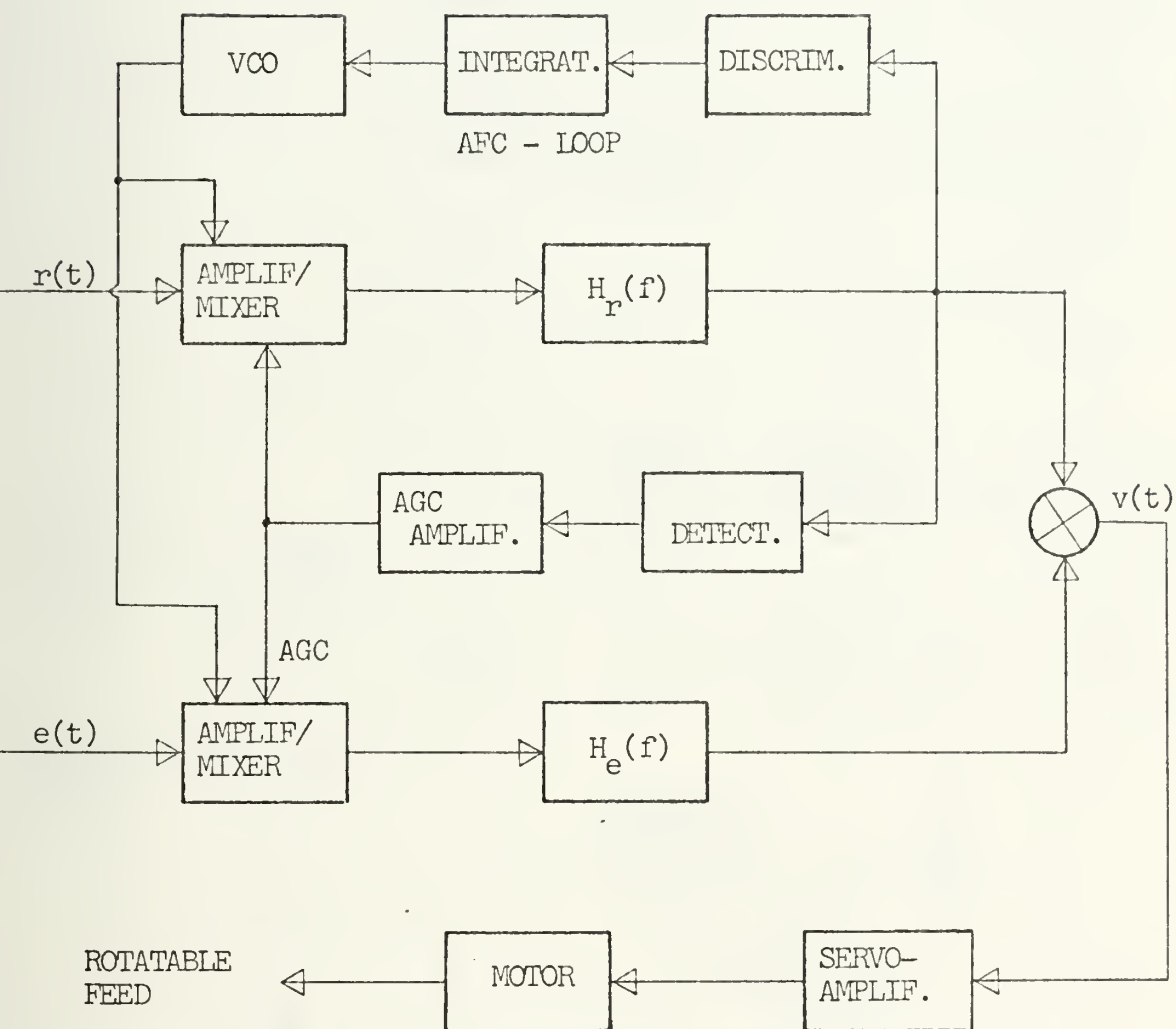 VCO
INTEGRAT.
DISCRIM.
AFC - LOOP
r(t)
AMPLIF/
MIXER
H_r(f)
AGC
AMPLIF.
DETECT.
v(t)
AGC
e(t)
AMPLIF/
MIXER
H_e(f)
ROTATABLE
FEED
MOTOR
SERVO-
AMPLIF.